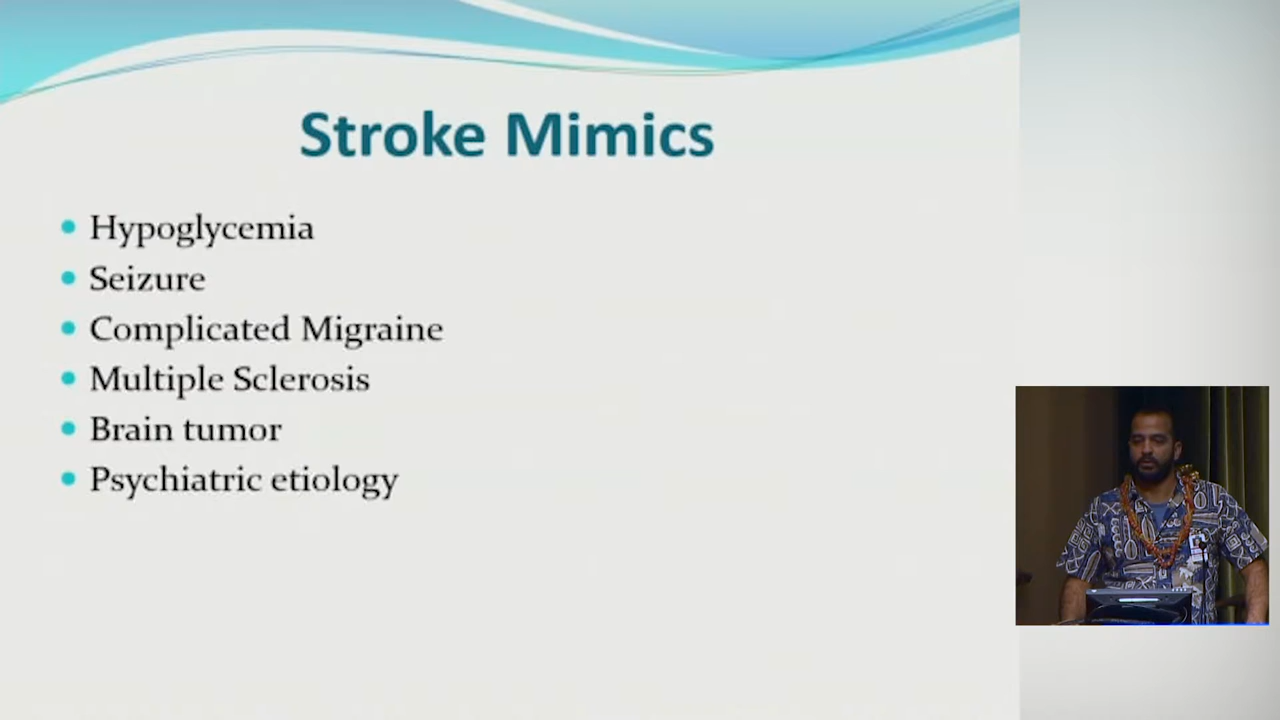 Stroke Mimics
Hypoglycemia
Seizure
Complicated Migraine
Multiple Sclerosis
Brain tumor
Psychiatric etiology